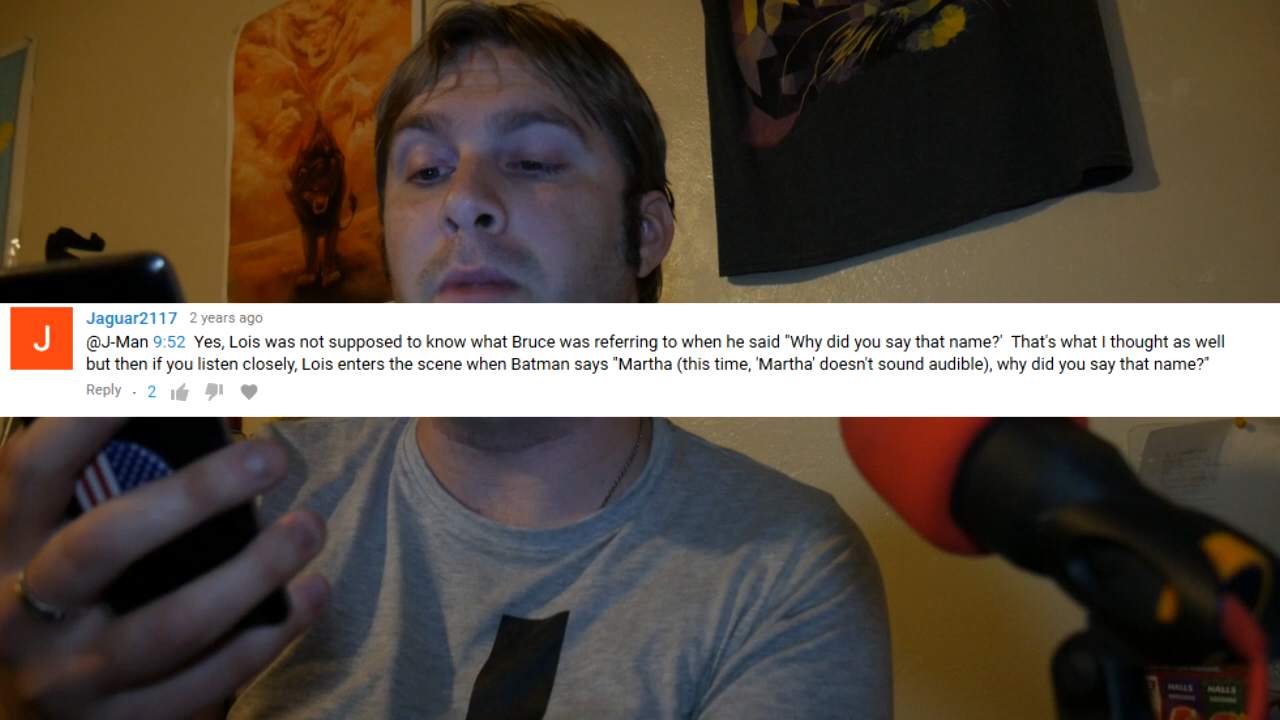 J
Jaguar2117 2 years ago
@J-Man 9:52 Yes, Lois was not supposed to know what Bruce was referring to when he said "Why did you say that name?' That's what I thought as well
but then if you listen closely, Lois enters the scene when Batman says "Martha (this time, 'Martha' doesn't sound audible), why did you say that name?"
Reply · 2
HALLS HALLS